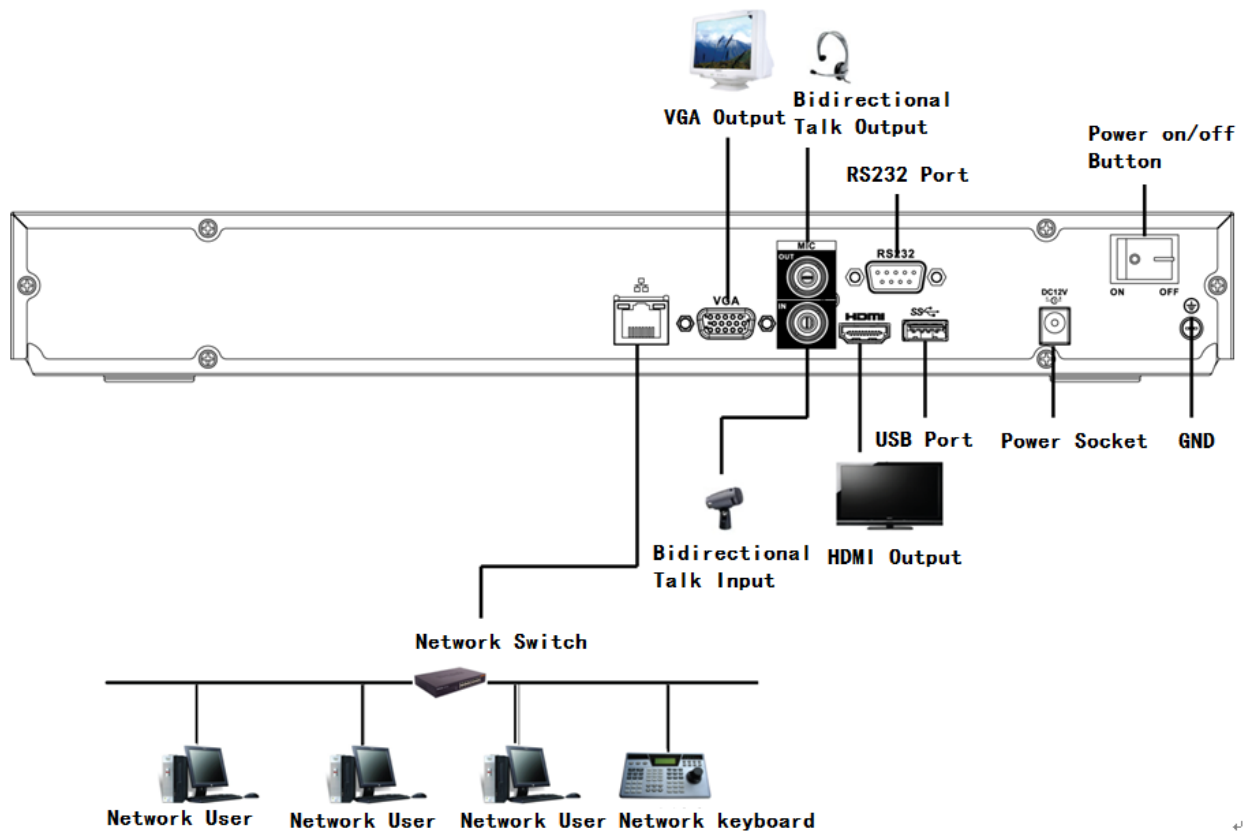 VGA Output
Bidirectional
Talk Output
Power on/off
Button
RS232 Port
MIC
OUT
RS232
ON OFF
DC12V
VGA
IN
HDMI
SS
USB Port
Power Socket
GND
Bidirectional
Talk Input
HDMI Output
Network Switch
Network User
Network User
Network User
Network keyboard